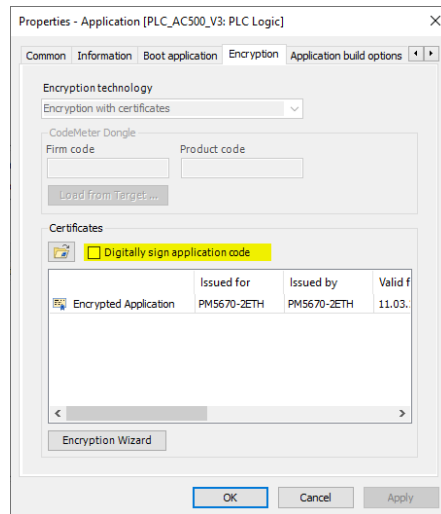 Properties - Application [PLC_AC500_V3: PLC Logic]
Common Information Boot application Encryption Application build options
Encryption technology
Encryption with certificates
CodeMeter Dongle
Firm code Product code
Load from Target ...
Certificates
Digitally sign application code
Issued for Issued by Valid f
Encrypted Application PM5670-2ETH PM5670-2ETH 11.03.
Encryption Wizard
OK Cancel Apply